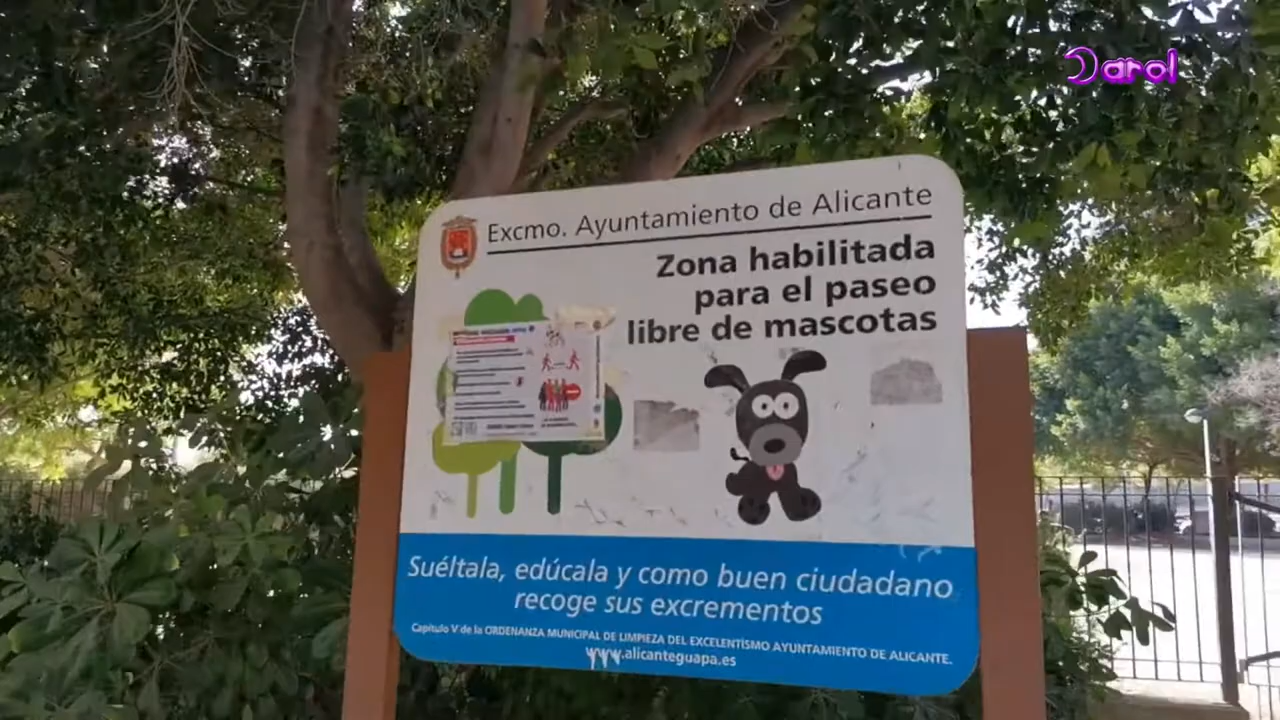 Darol
Excmo. Ayuntamiento de Alicante
Zona habilitada
para el paseo
libre de mascotas
Suéltala, edúcala y como buen ciudadano
recoge sus excrementos
Capítulo V de la ORDENANZA MUNICIPAL DE LIMPIEZA DEL EXCELENTÍSMO AYUNTAMIENTO DE ALICANTE.
www.alicanteguapa.es